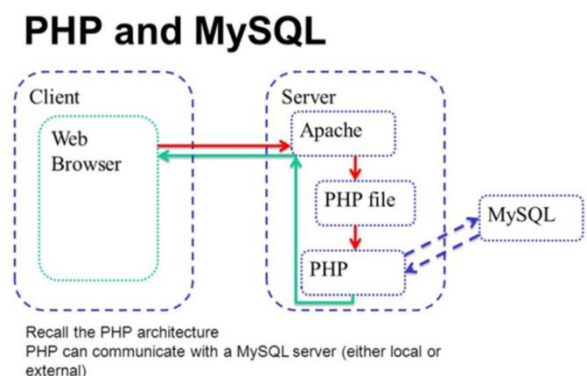 PHP and MySQL
Client
Server
Web
Browser
Apache
PHP file
PHP
MySQL
Recall the PHP architecture
PHP can communicate with a MySQL server (either local or
external)